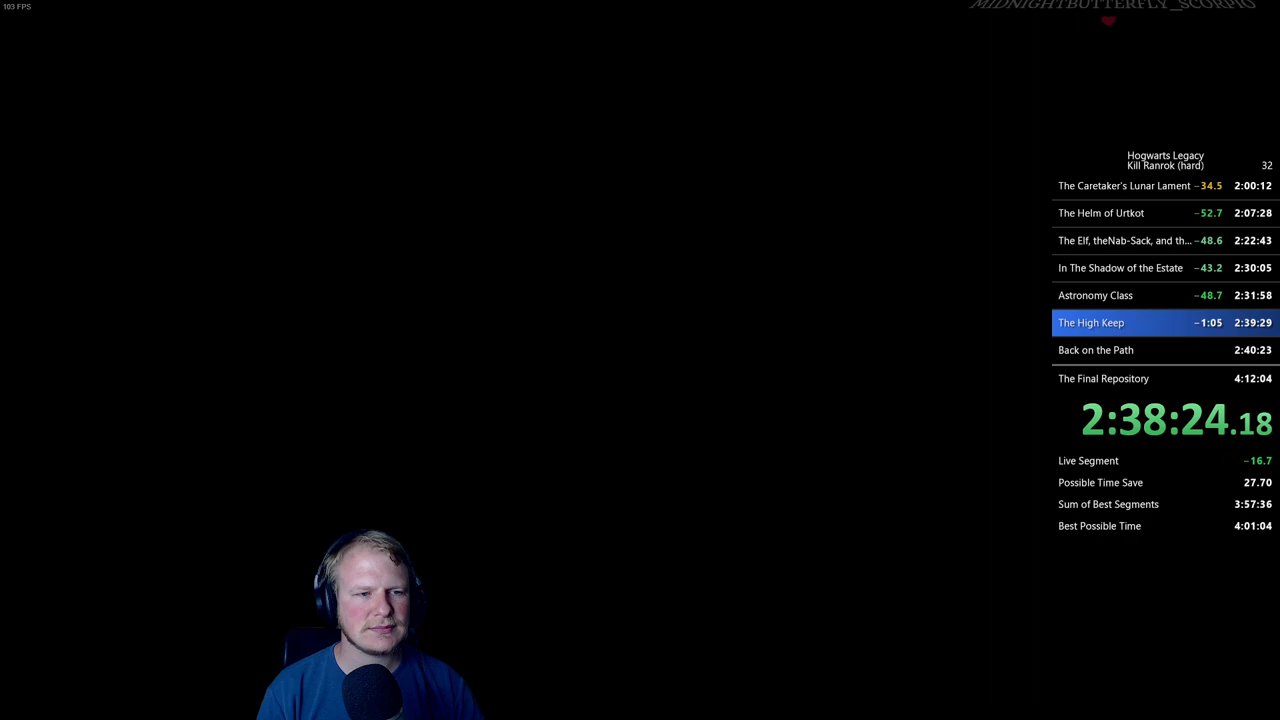 103 FPS
MIDNIGHTBUTTERFLY_SCORPIO
Hogwarts Legacy
Kill Ranrok (hard) 32
The Caretaker's Lunar Lament −34.5 2:00:12
The Helm of Urtkot −52.7 2:07:28
The Elf, theNab-Sack, and th... −48.6 2:22:43
In The Shadow of the Estate −43.2 2:30:05
Astronomy Class −48.7 2:31:58
The High Keep −1:05 2:39:29
Back on the Path 2:40:23
The Final Repository 4:12:04
2:38:24.18
Live Segment −16.7
Possible Time Save 27.70
Sum of Best Segments 3:57:36
Best Possible Time 4:01:04